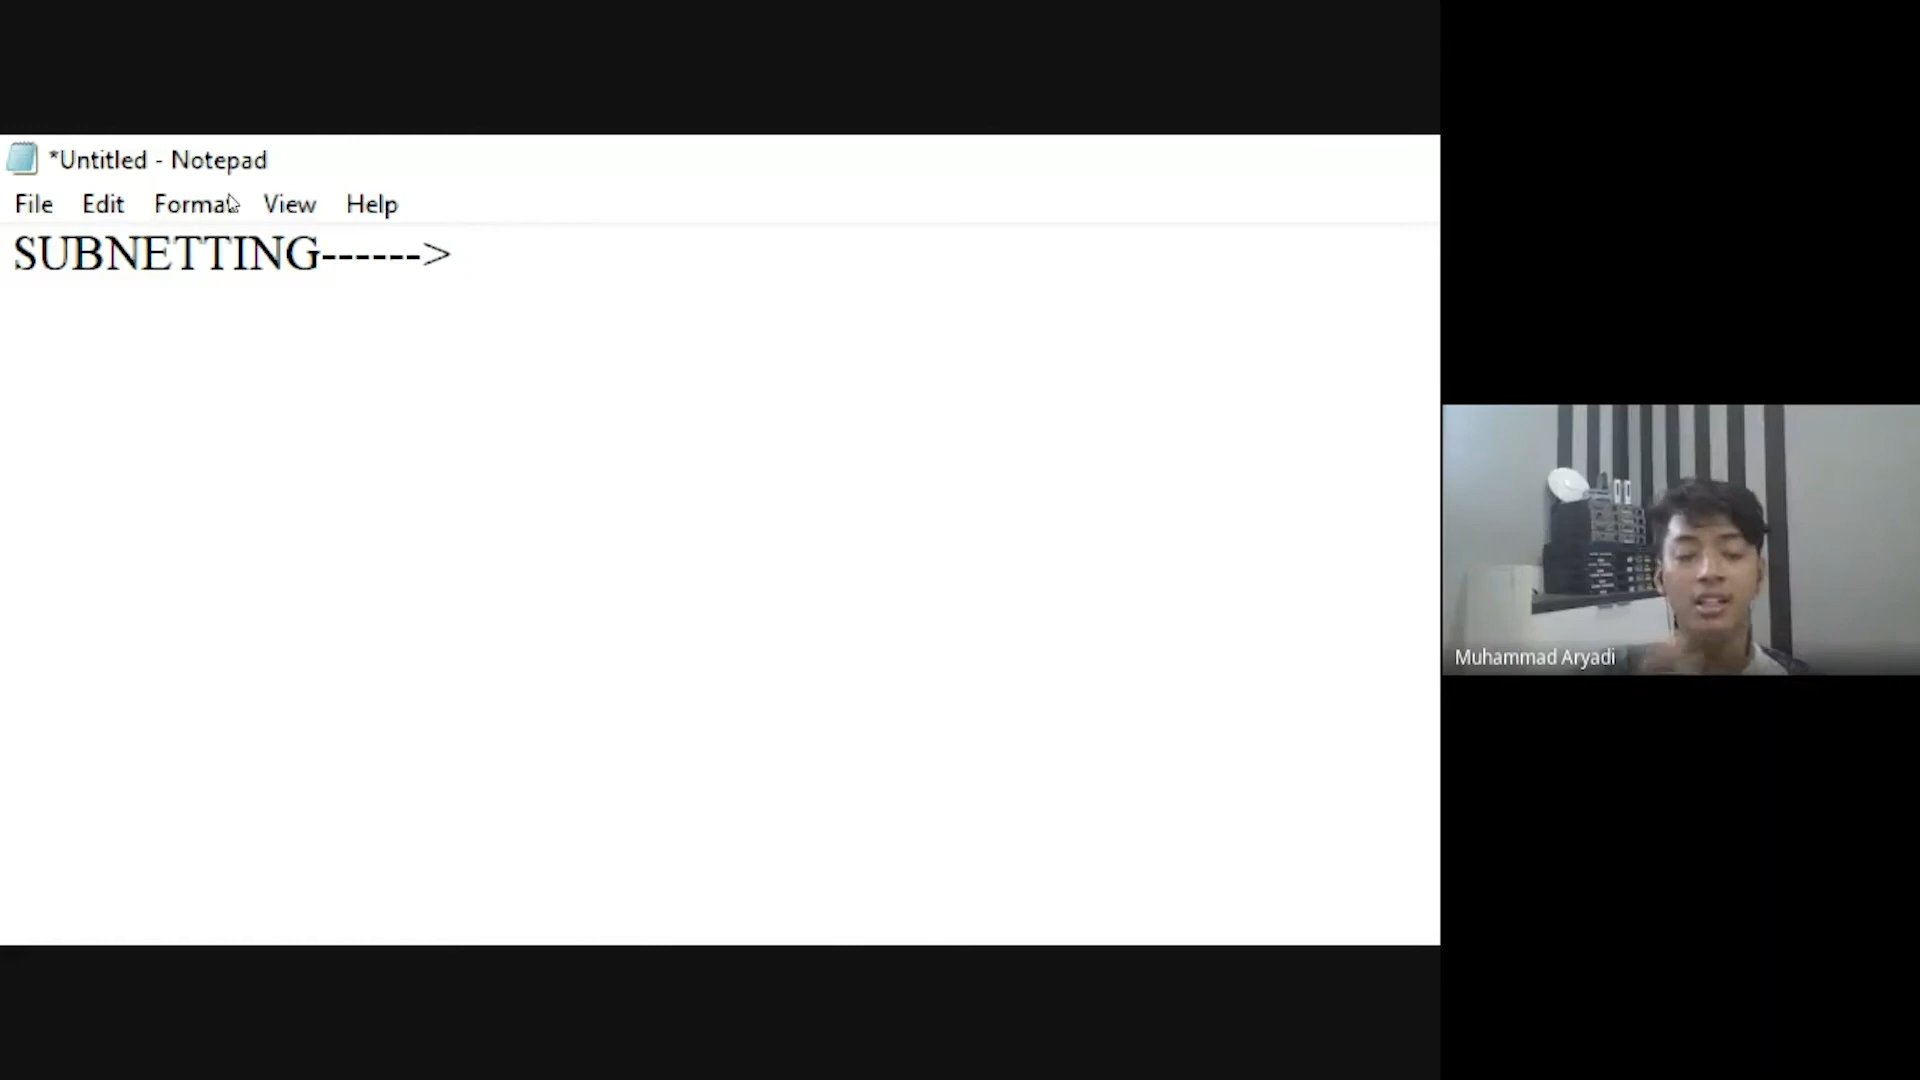 *Untitled - Notepad
File Edit Format View Help
SUBNETTING------>
Muhammad Aryadi